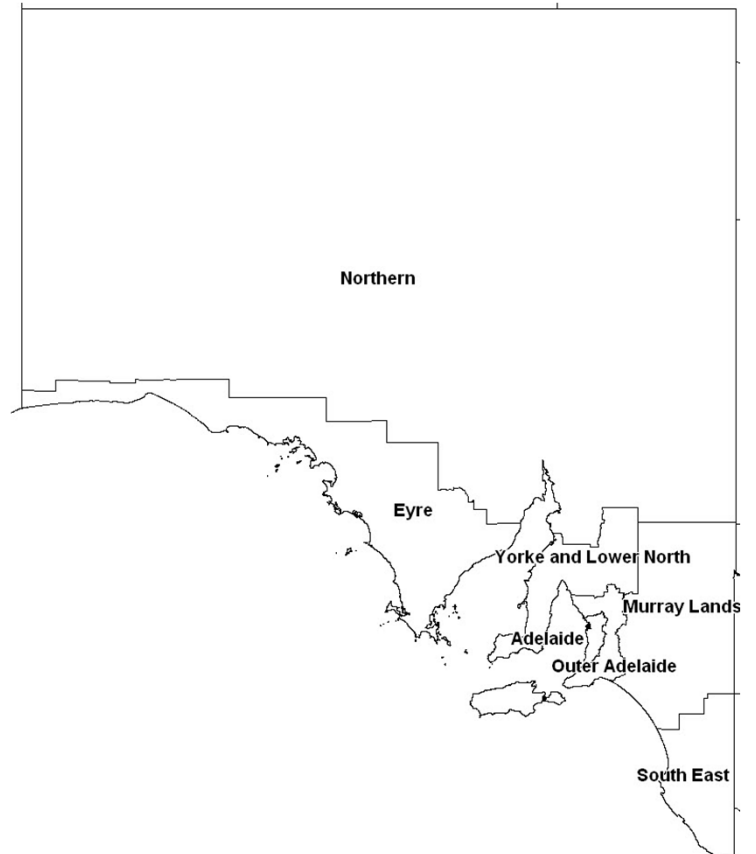 Northern
Eyre
Yorke and Lower North
Murray Lands
Adelaide
Outer Adelaide
South East